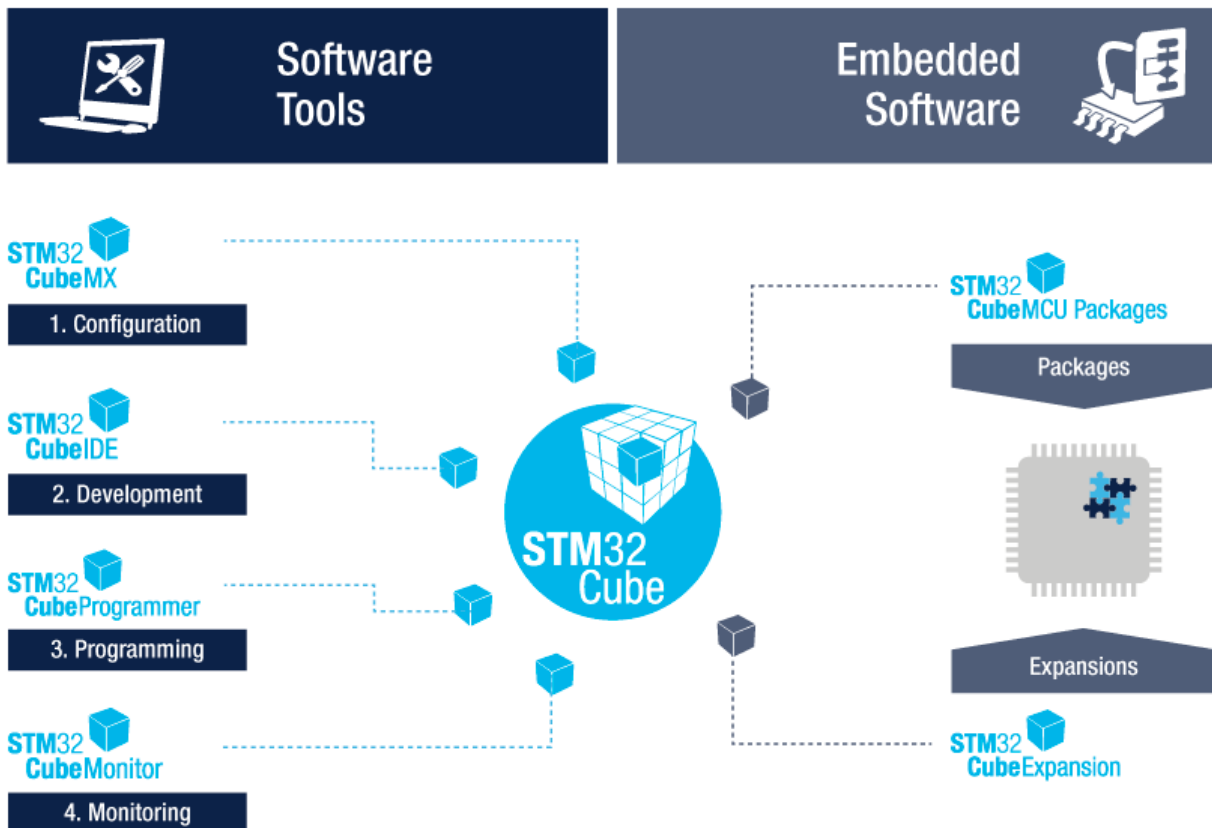 Software
Tools
Embedded
Software
STM32
CubeMX
1. Configuration
STM32
CubeIDE
2. Development
STM32
CubeProgrammer
3. Programming
STM32
CubeMonitor
4. Monitoring
STM32
Cube
STM32
CubeMCU Packages
Packages
Expansions
STM32
CubeExpansion